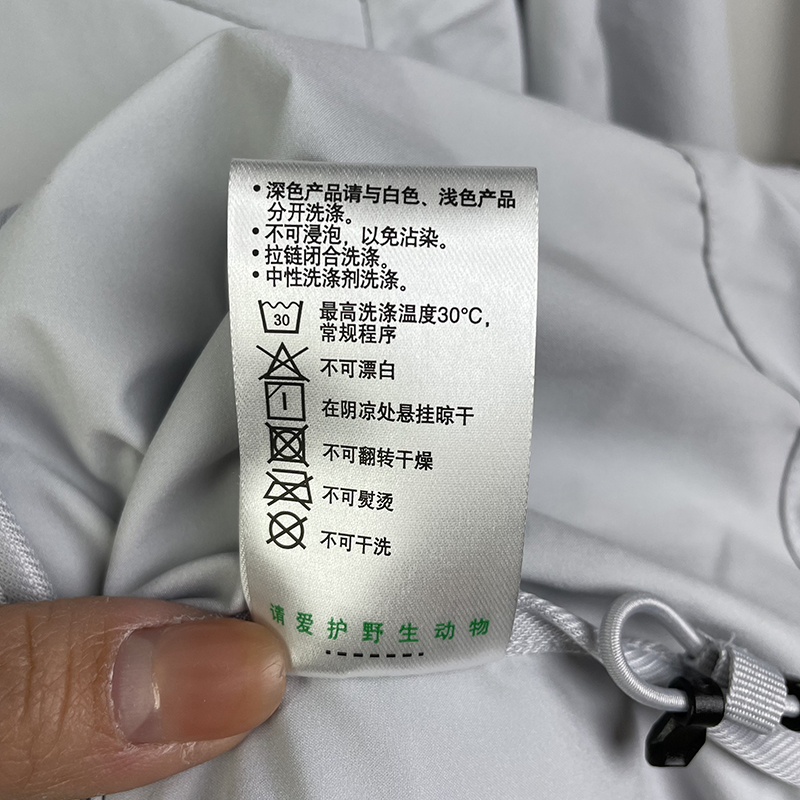 • 深色产品请与白色、浅色产品
分开洗涤。
• 不可浸泡，以免沾染。
• 拉链闭合洗涤。
• 中性洗涤剂洗涤。
30 最高洗涤温度30°C，
常规程序
不可漂白
在阴凉处悬挂晾干
不可翻转干燥
不可熨烫
不可干洗
请爱护野生动物